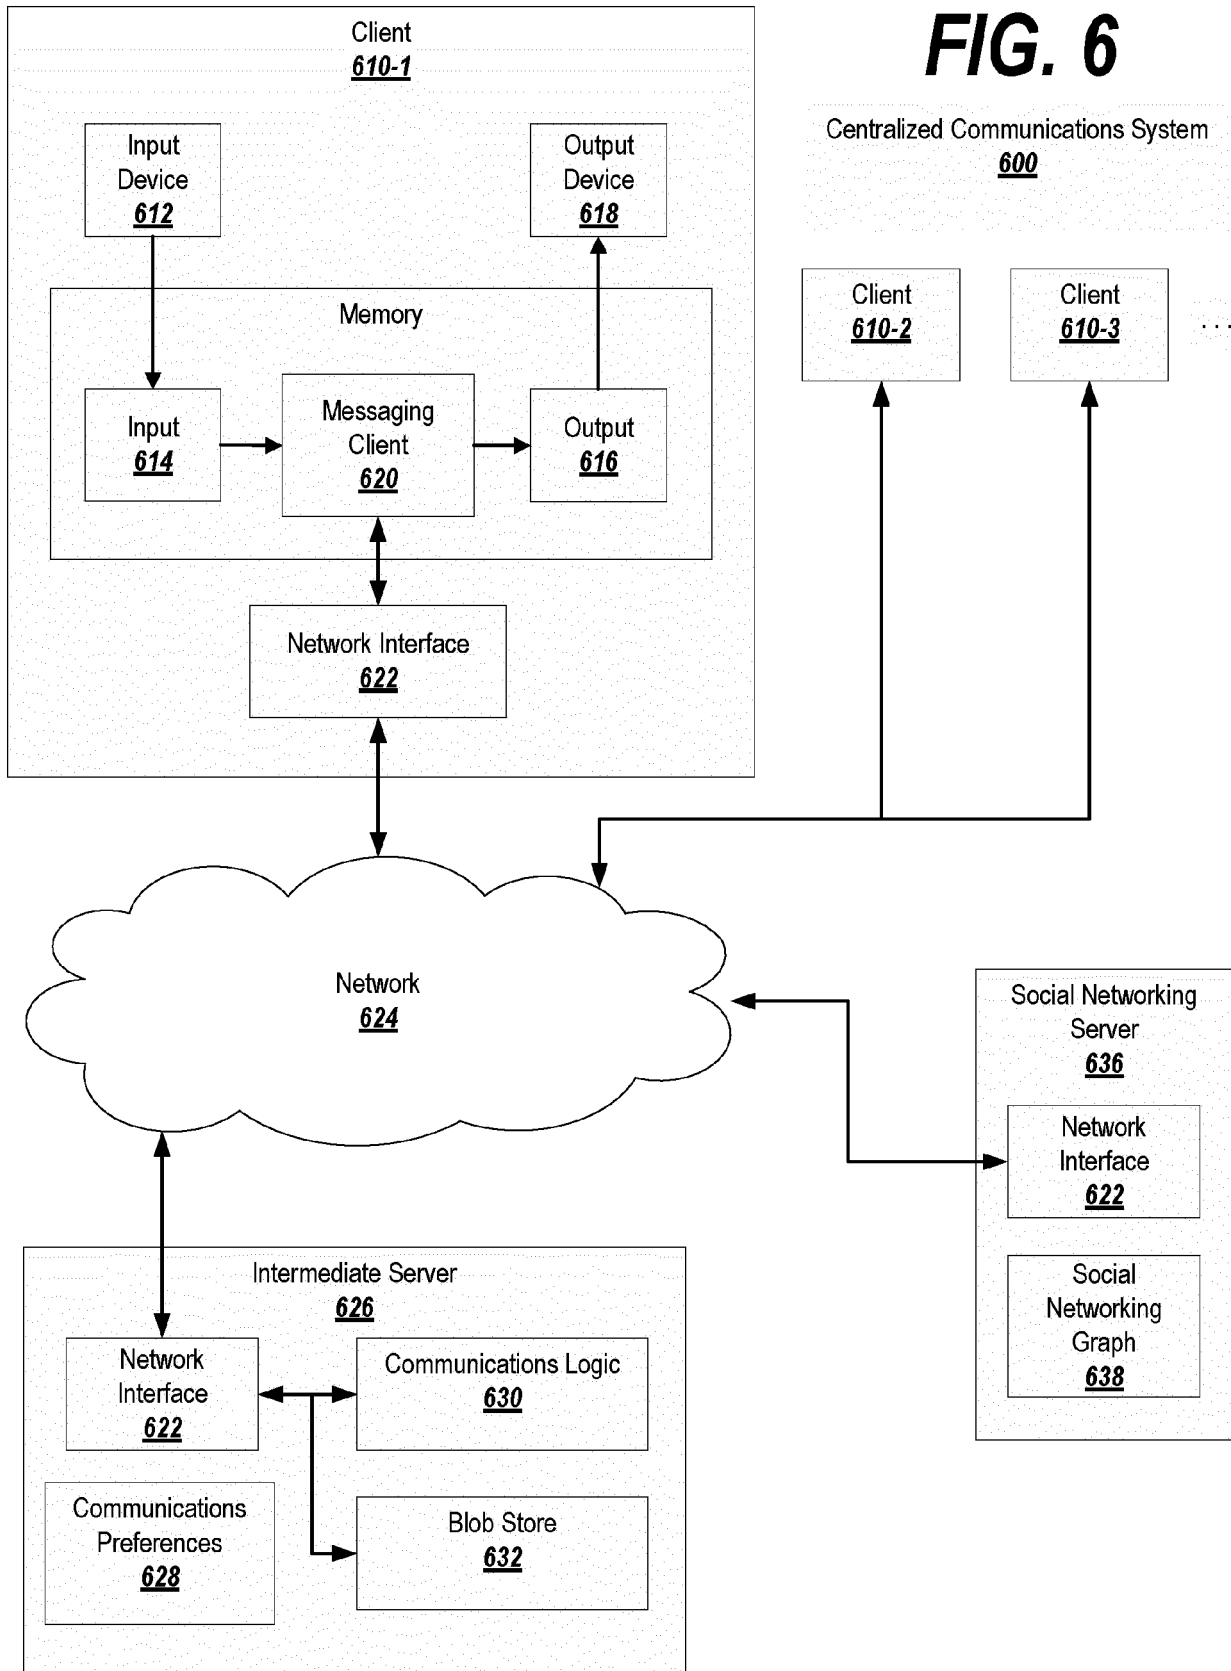 FIG. 6
Centralized Communications System
600
Client
610-1
Input
Device
612
Output
Device
618
Memory
Input
614
Messaging
Client
620
Output
616
Network Interface
622
Client
610-2
Client
610-3
...
Network
624
Social Networking
Server
636
Network
Interface
622
Social
Networking
Graph
638
Intermediate Server
626
Network
Interface
622
Communications Logic
630
Communications
Preferences
628
Blob Store
632